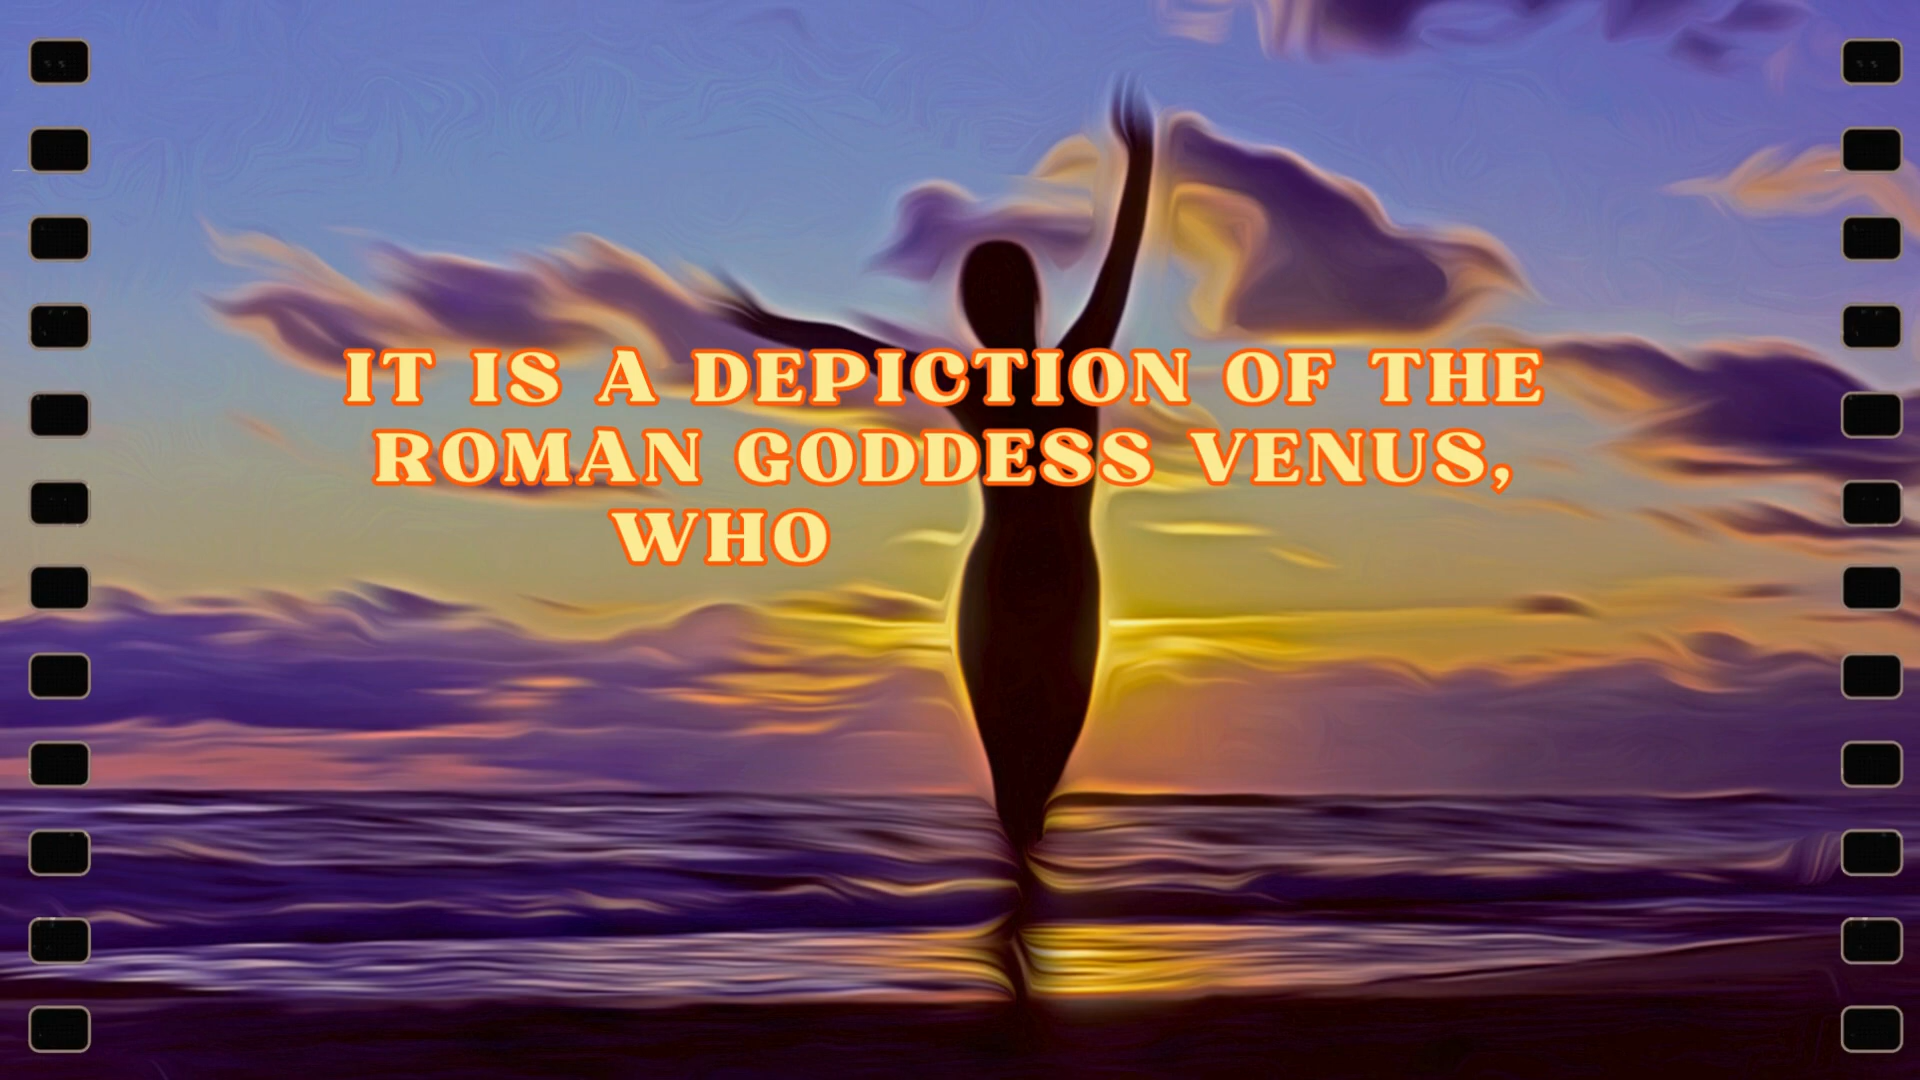 IT IS A DEPICTION OF THE
ROMAN GODDESS VENUS,
WHO